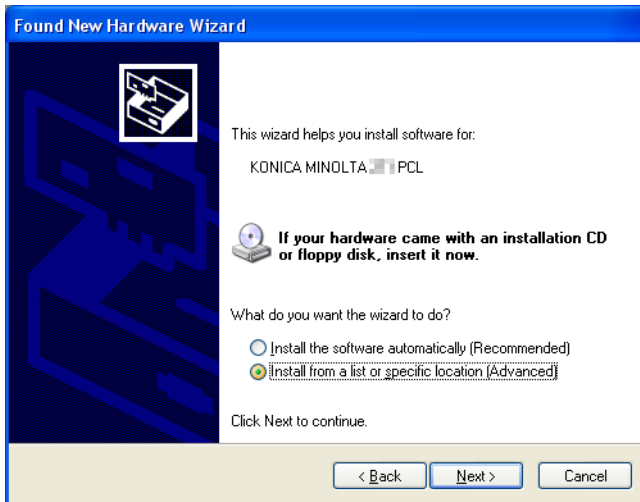 Found New Hardware Wizard
This wizard helps you install software for:
KONICA MINOLTA PCL
If your hardware came with an installation CD
or floppy disk, insert it now.
What do you want the wizard to do?
Install the software automatically (Recommended)
Install from a list or specific location (Advanced)
Click Next to continue.
< Back Next > Cancel